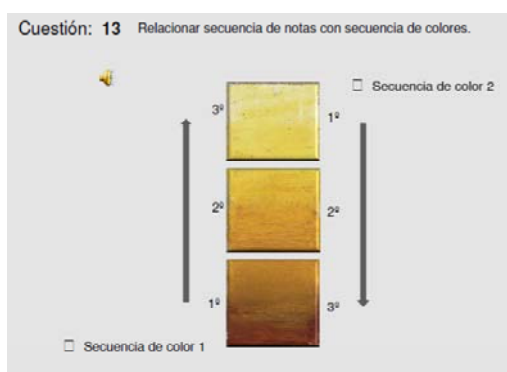 Cuestión: 13 Relacionar secuencia de notas con secuencia de colores.
☐ Secuencia de color 2
3º 1º
2º 2º
1º 3º
☐ Secuencia de color 1